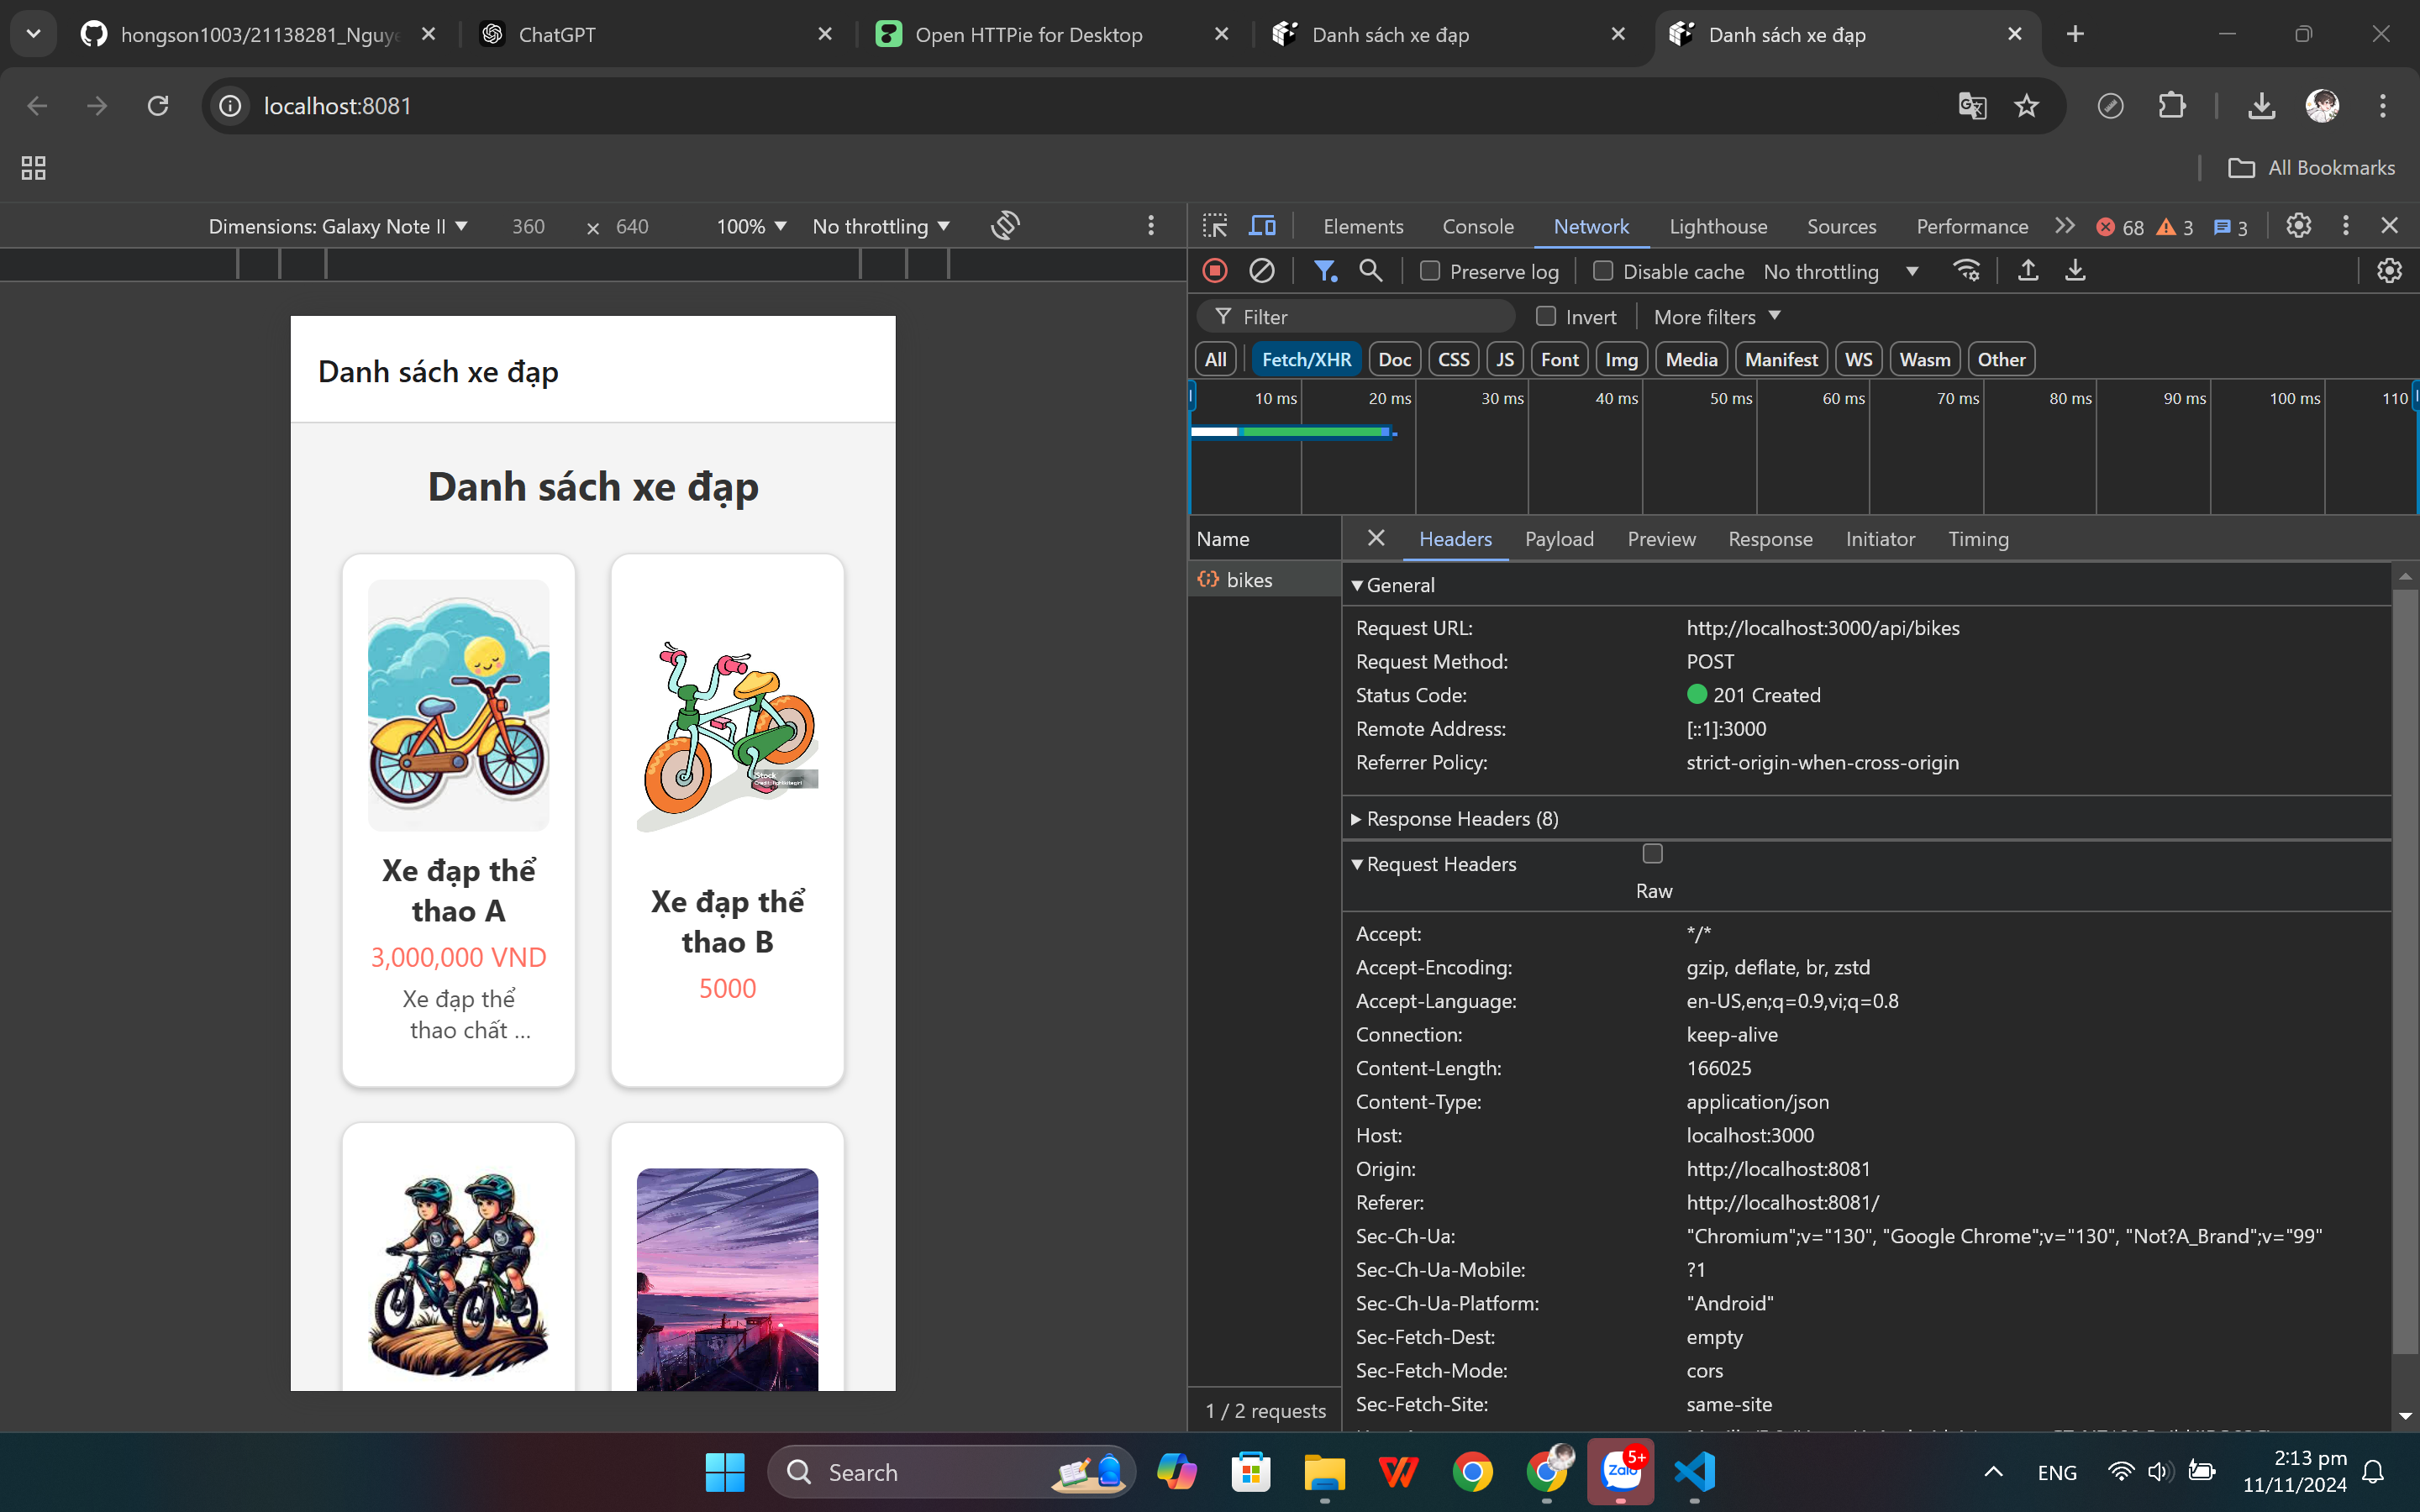 hongson1003/21138281_Nguye
ChatGPT
Open HTTPie for Desktop
Danh sách xe đạp
Danh sách xe đạp
localhost:8081
All Bookmarks
Dimensions: Galaxy Note II
360
×
640
100%
No throttling
Elements
Console
Network
Lighthouse
Sources
Performance
68
3
3
Preserve log
Disable cache
No throttling
Filter
Invert
More filters
All
Fetch/XHR
Doc
CSS
JS
Font
Img
Media
Manifest
WS
Wasm
Other
10 ms
20 ms
30 ms
40 ms
50 ms
60 ms
70 ms
80 ms
90 ms
100 ms
110
Danh sách xe đạp
Danh sách xe đạp
iStock
Xe đạp thể
thao A
3,000,000 VND
Xe đạp thể
thao chất ...
Xe đạp thể
thao B
5000
Name
bikes
1 / 2 requests
Headers
Payload
Preview
Response
Initiator
Timing
General
Request URL:
http://localhost:3000/api/bikes
Request Method:
POST
Status Code:
201 Created
Remote Address:
[::1]:3000
Referrer Policy:
strict-origin-when-cross-origin
Response Headers (8)
Request Headers
Raw
Accept:
*/*
Accept-Encoding:
gzip, deflate, br, zstd
Accept-Language:
en-US,en;q=0.9,vi;q=0.8
Connection:
keep-alive
Content-Length:
166025
Content-Type:
application/json
Host:
localhost:3000
Origin:
http://localhost:8081
Referer:
http://localhost:8081/
Sec-Ch-Ua:
"Chromium";v="130", "Google Chrome";v="130", "Not?A_Brand";v="99"
Sec-Ch-Ua-Mobile:
?1
Sec-Ch-Ua-Platform:
"Android"
Sec-Fetch-Dest:
empty
Sec-Fetch-Mode:
cors
Sec-Fetch-Site:
same-site
Search
Zalo
5+
ENG
2:13 pm
11/11/2024